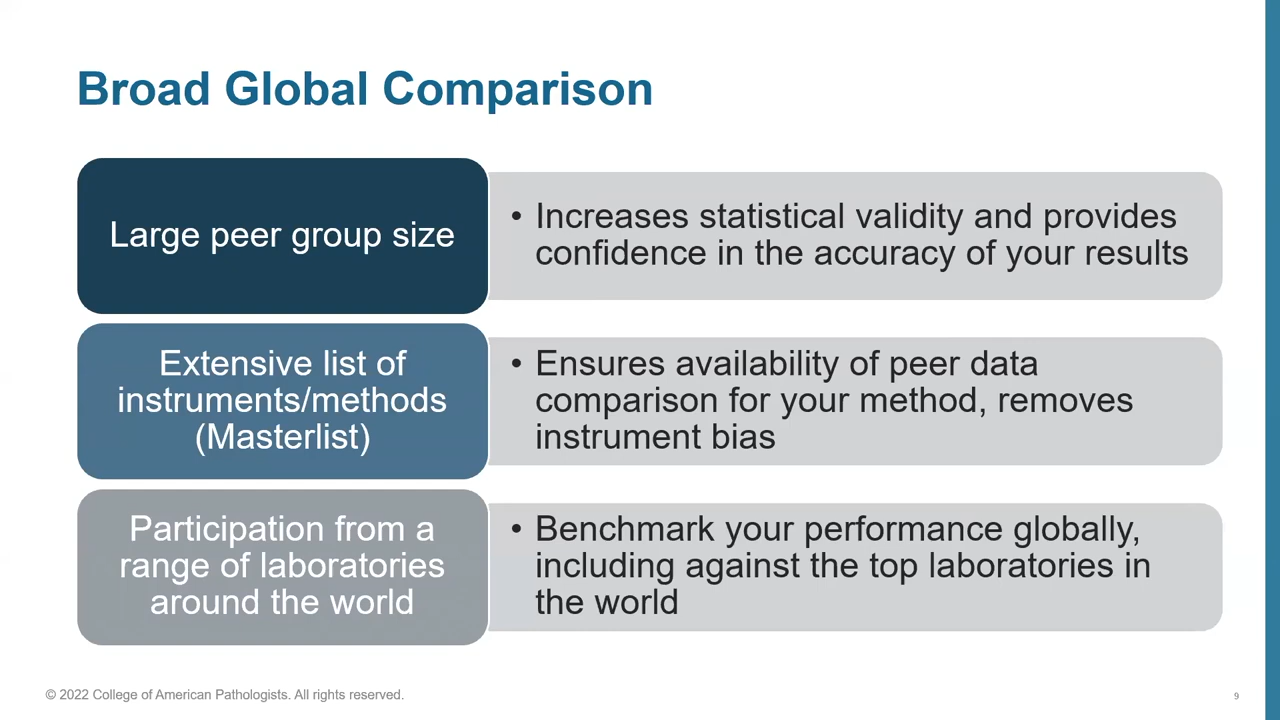 Broad Global Comparison
Large peer group size
• Increases statistical validity and provides
confidence in the accuracy of your results
Extensive list of
instruments/methods
(Masterlist)
• Ensures availability of peer data
comparison for your method, removes
instrument bias
Participation from a
range of laboratories
around the world
• Benchmark your performance globally,
including against the top laboratories in
the world
© 2022 College of American Pathologists. All rights reserved.
9